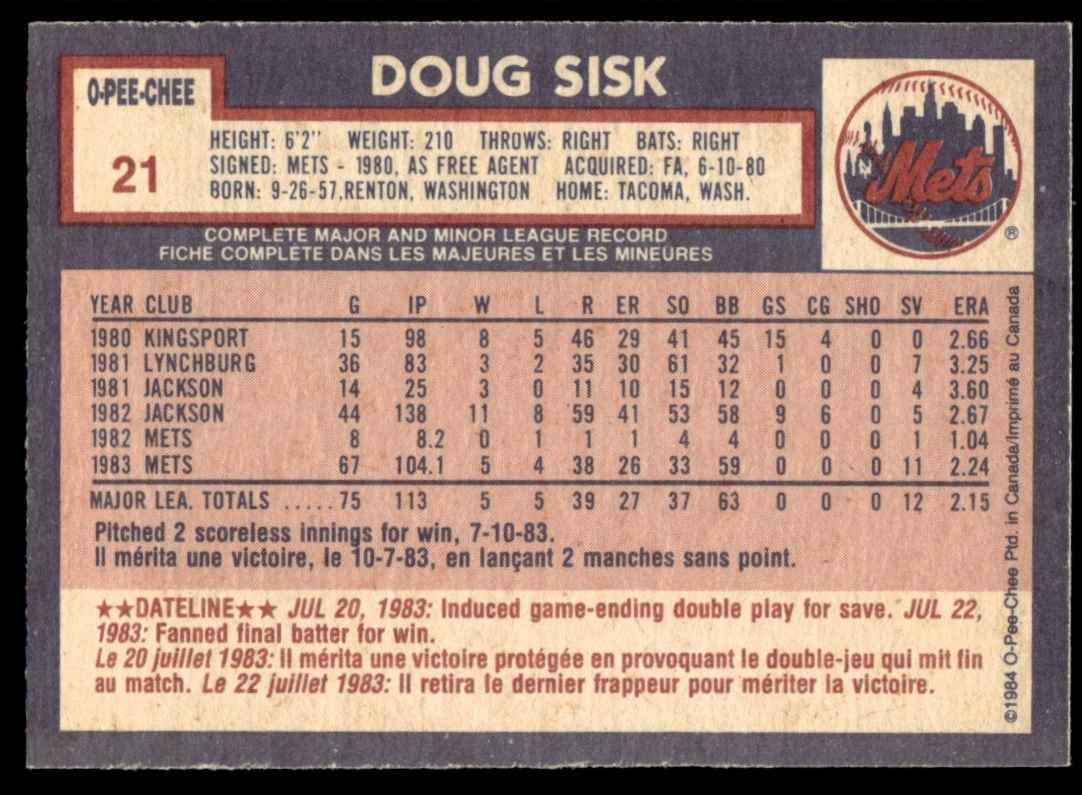 O-PEE-CHEE
DOUG SISK
21
HEIGHT: 6'2" WEIGHT: 210 THROWS: RIGHT BATS: RIGHT
SIGNED: METS - 1980, AS FREE AGENT ACQUIRED: FA, 6-10-80
BORN: 9-26-57, RENTON, WASHINGTON HOME: TACOMA, WASH.
Mets
®
COMPLETE MAJOR AND MINOR LEAGUE RECORD
FICHE COMPLÈTE DANS LES MAJEURES ET LES MINEURES
YEAR CLUB G IP W L R ER SO BB GS CG SHO SV ERA
1980 KINGSPORT 15 98 8 5 46 29 41 45 15 4 0 0 2.66
1981 LYNCHBURG 36 83 3 2 35 30 61 32 1 0 0 7 3.25
1981 JACKSON 14 25 3 0 11 10 15 12 0 0 0 4 3.60
1982 JACKSON 44 138 11 8 59 41 53 58 9 6 0 5 2.67
1982 METS 8 8.2 0 1 1 1 4 4 0 0 0 1 1.04
1983 METS 67 104.1 5 4 38 26 33 59 0 0 0 11 2.24
MAJOR LEA. TOTALS .....75 113 5 5 39 27 37 63 0 0 0 12 2.15
Pitched 2 scoreless innings for win, 7-10-83.
Il mérita une victoire, le 10-7-83, en lançant 2 manches sans point.
★★DATELINE★★ JUL 20, 1983: Induced game-ending double play for save. JUL 22,
1983: Fanned final batter for win.
Le 20 juillet 1983: Il mérita une victoire protégée en provoquant le double-jeu qui mit fin
au match. Le 22 juillet 1983: Il retira le dernier frappeur pour mériter la victoire.
©1984 O-Pee-Chee Ptd. in Canada/Imprimé au Canada